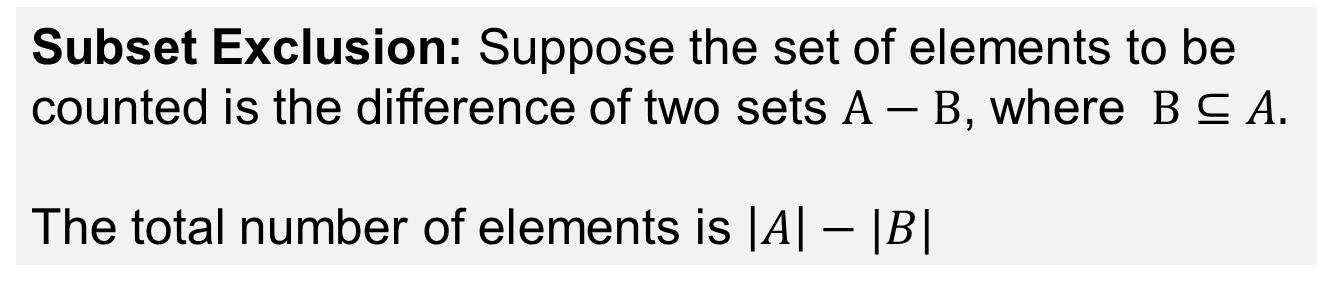 Subset Exclusion: Suppose the set of elements to be
counted is the difference of two sets A − B, where B ⊆ A.
The total number of elements is |A| − |B|